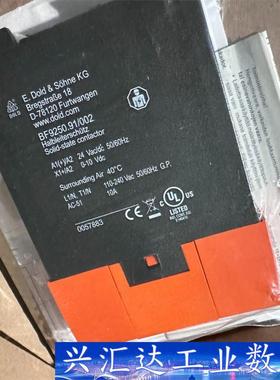 E. Dold & Söhne KG
Bregstraße 18
D-78120 Furtwangen
www.dold.com
DOLD
BF9250.91/002
Halbleiterschütz
Solid-state contactor
A1(+)/A2 24 Vac/dc 50/60Hz
X1+/A2 0-10 Vdc
Surrounding Air 40°C
L1/N, T1/N 110-240 Vac 50/60Hz G.P.
AC-51 10A
0057883
UL
LISTED
兴汇达工业数